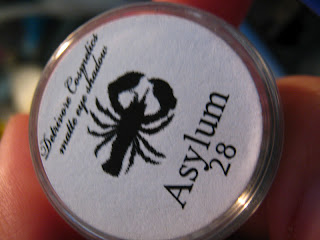 Detrivore Cosmetics
matte eye shadow
Asylum
28